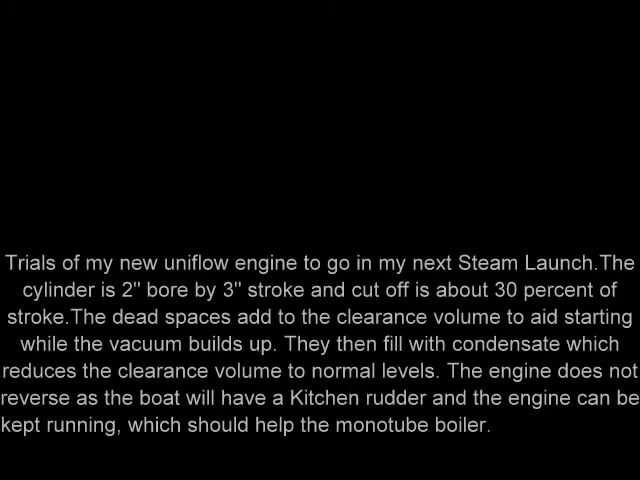 Trials of my new uniflow engine to go in my next Steam Launch.The
cylinder is 2" bore by 3" stroke and cut off is about 30 percent of
stroke.The dead spaces add to the clearance volume to aid starting
while the vacuum builds up. They then fill with condensate which
reduces the clearance volume to normal levels. The engine does not
reverse as the boat will have a Kitchen rudder and the engine can be
kept running, which should help the monotube boiler.